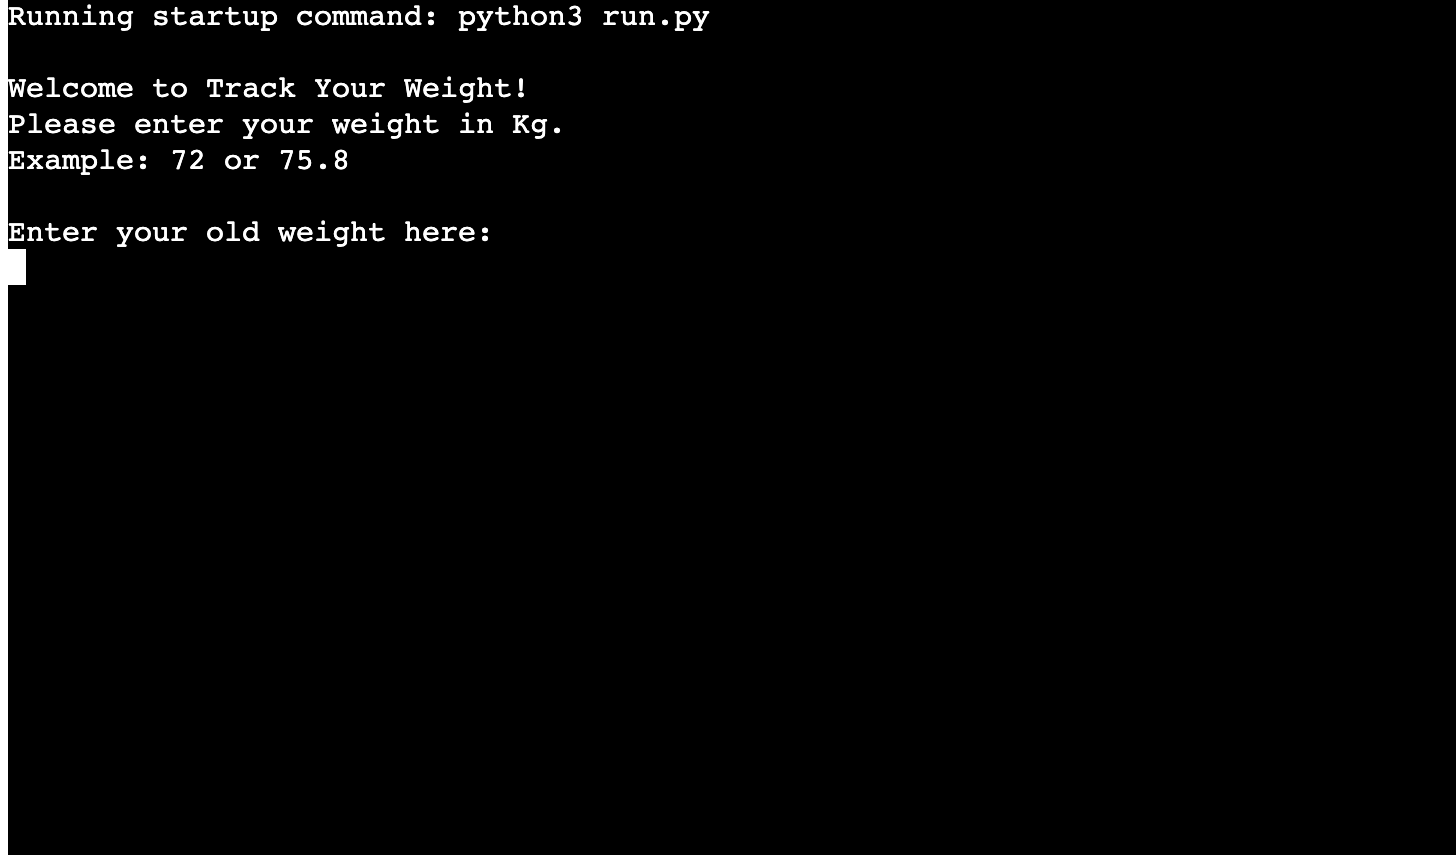 Running startup command: python3 run.py
Welcome to Track Your Weight!
Please enter your weight in Kg.
Example: 72 or 75.8
Enter your old weight here: